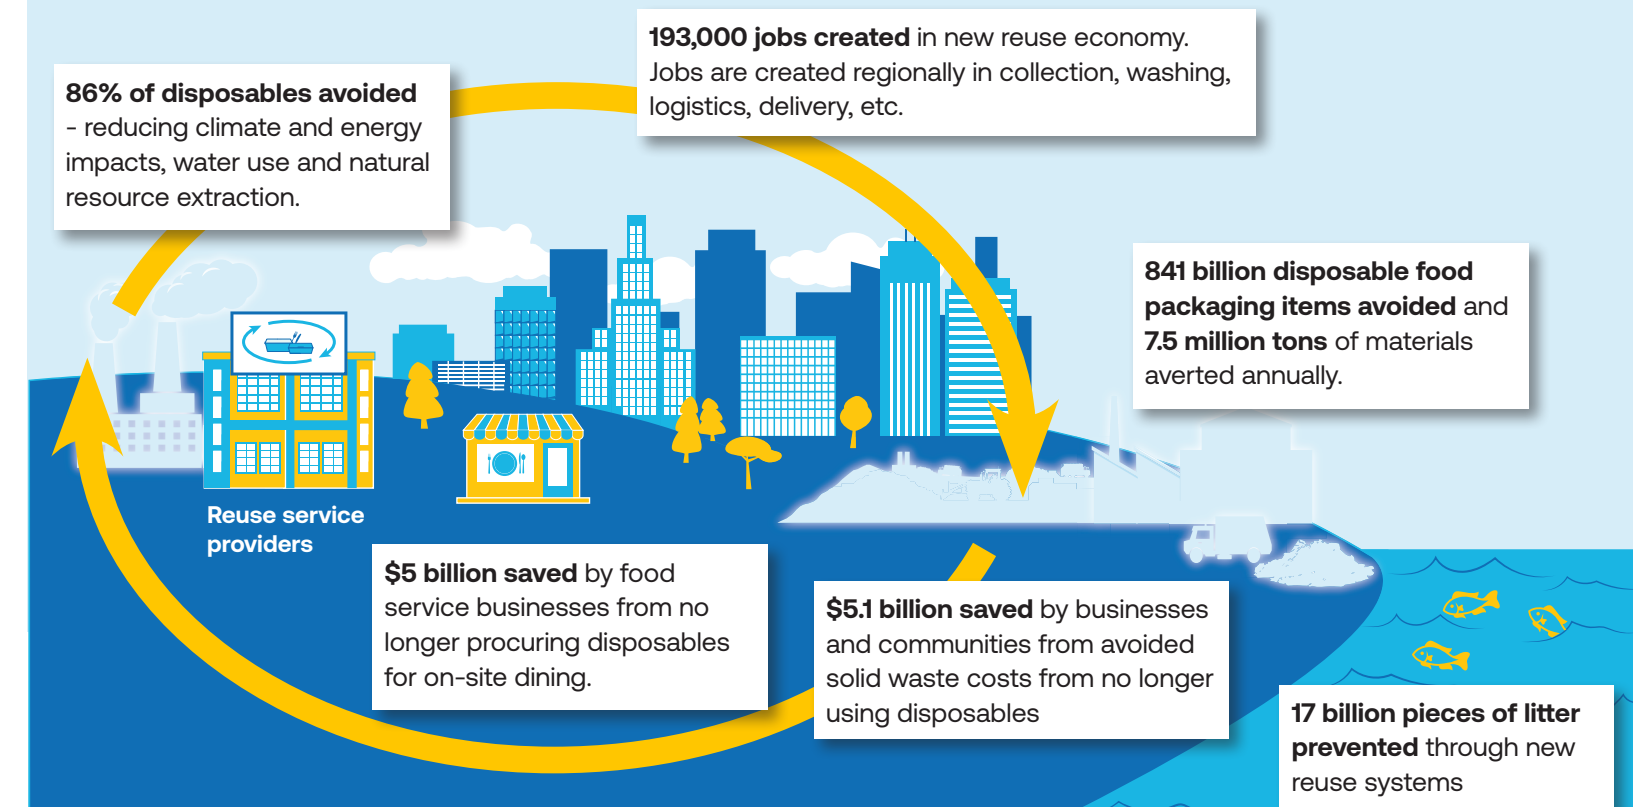 193,000 jobs created in new reuse economy.
Jobs are created regionally in collection, washing,
logistics, delivery, etc.
86% of disposables avoided
- reducing climate and energy
impacts, water use and natural
resource extraction.
841 billion disposable food
packaging items avoided and
7.5 million tons of materials
averted annually.
Reuse service
providers
$5 billion saved by food
service businesses from no
longer procuring disposables
for on-site dining.
$5.1 billion saved by businesses
and communities from avoided
solid waste costs from no longer
using disposables
17 billion pieces of litter
prevented through new
reuse systems